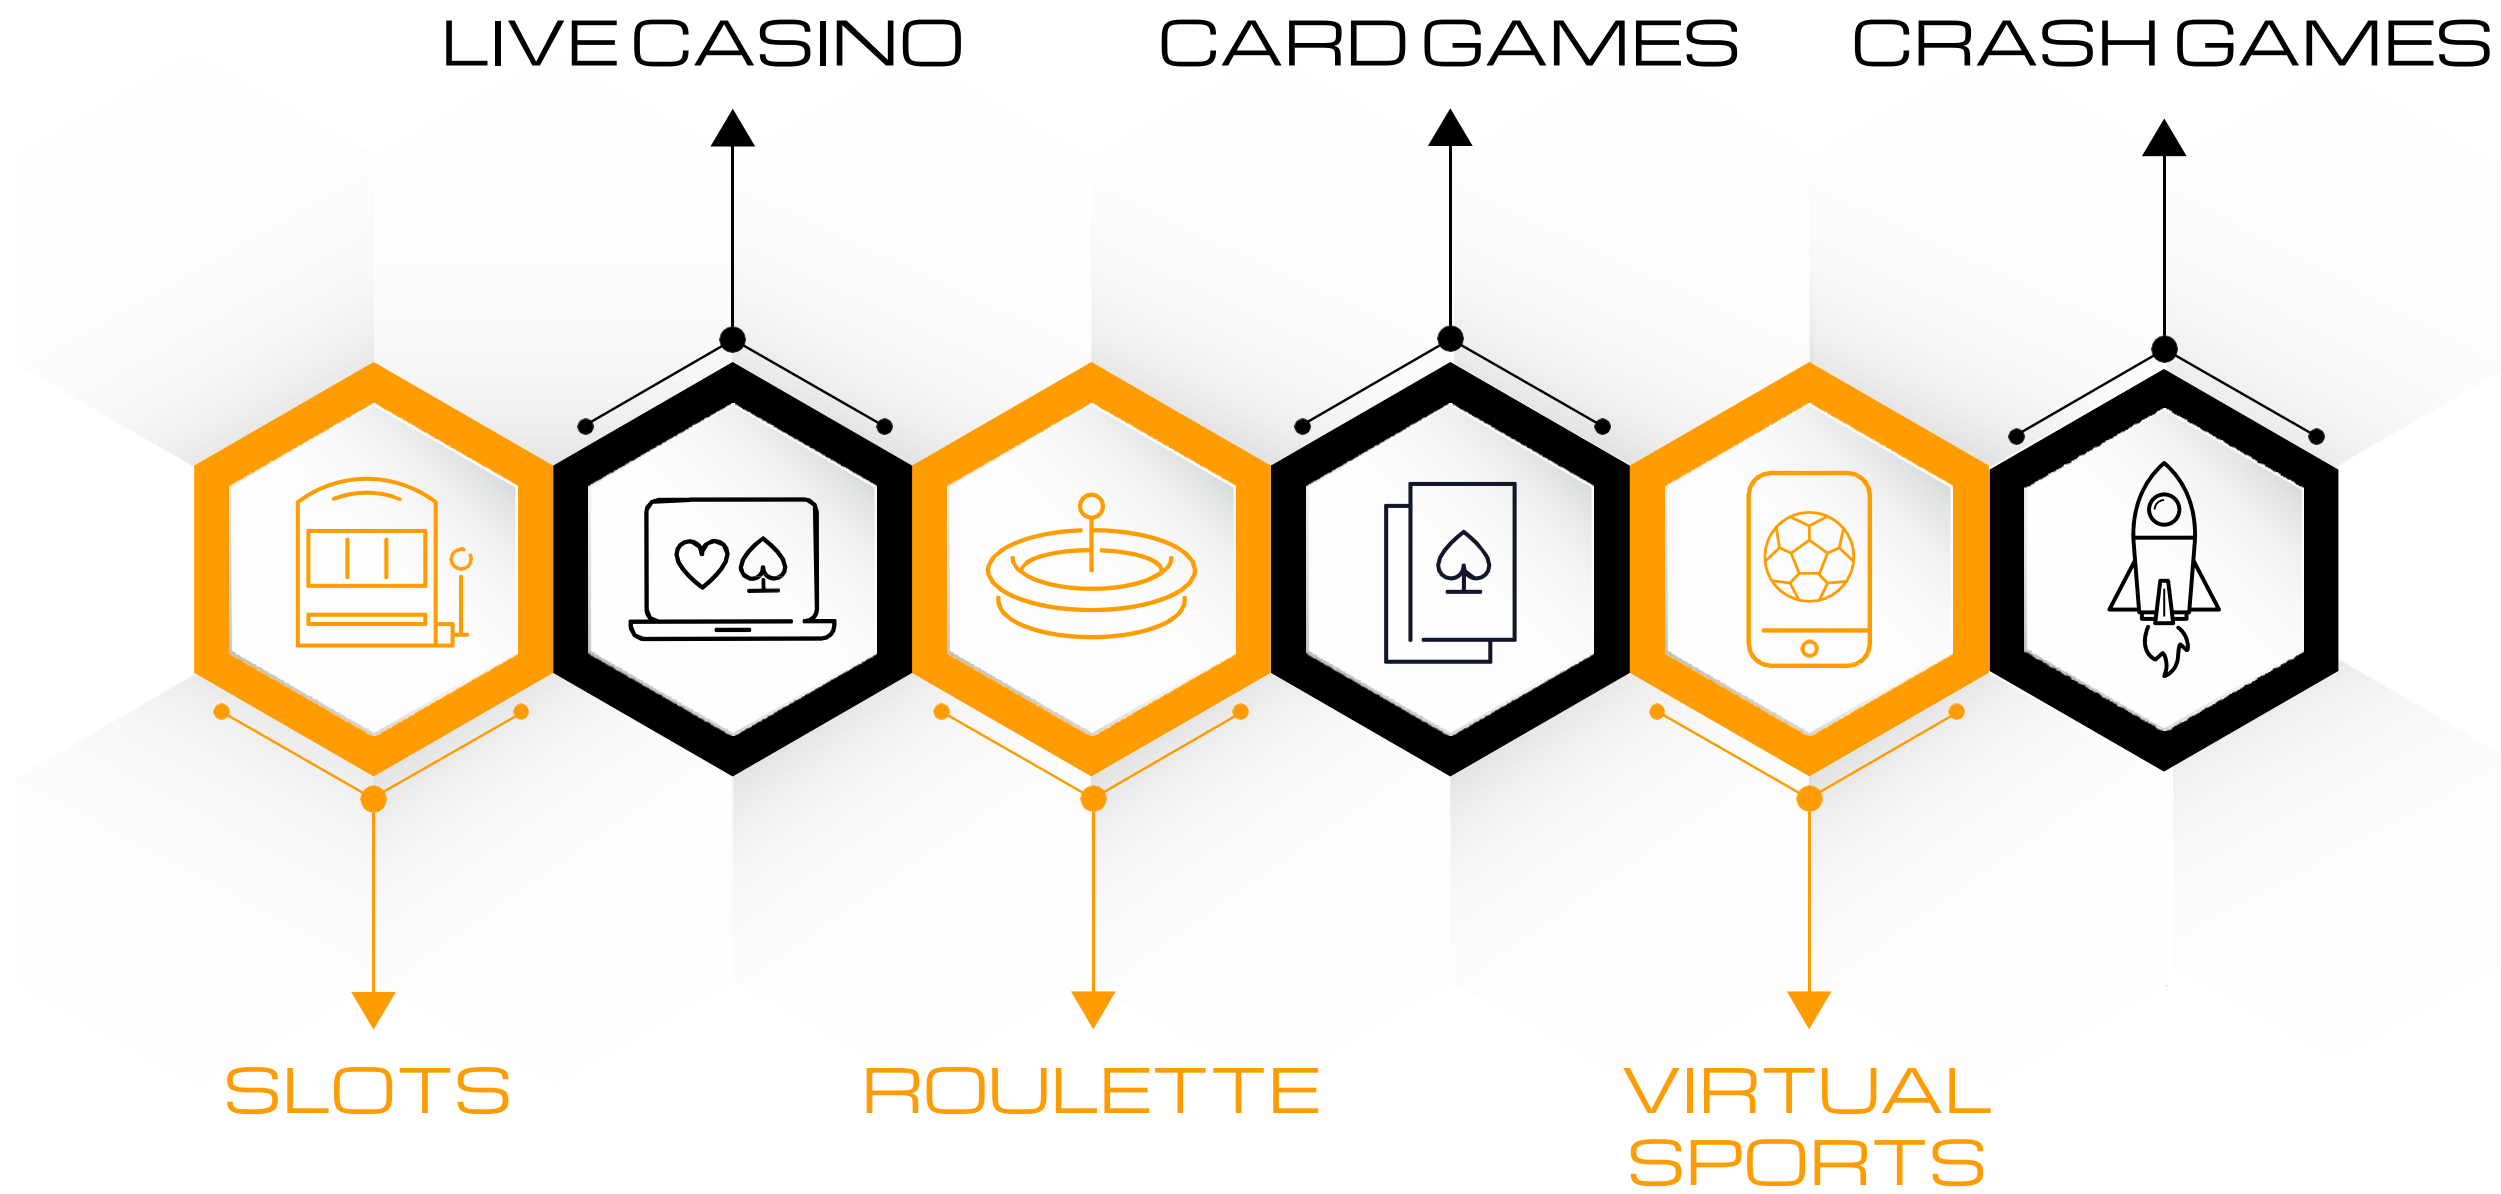 LIVE CASINO
CARD GAMES
CRASH GAMES
SLOTS
ROULETTE
VIRTUAL
SPORTS